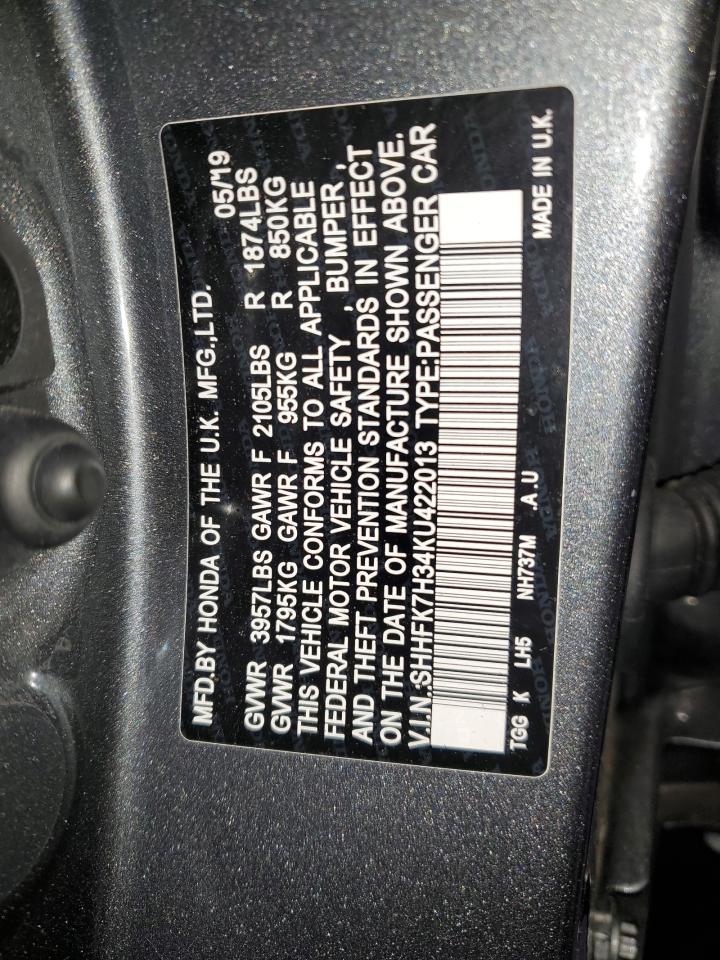 MFD.BY HONDA OF THE U.K. MFG.,LTD. 05/19
GVWR 3957LBS GAWR F 2105LBS R 1874LBS
GVWR 1795KG GAWR F 955KG R 850KG
THIS VEHICLE CONFORMS TO ALL APPLICABLE
FEDERAL MOTOR VEHICLE SAFETY , BUMPER ,
AND THEFT PREVENTION STANDARDS IN EFFECT
ON THE DATE OF MANUFACTURE SHOWN ABOVE.
V.I.N.:SHHFK7H34KU422013 TYPE:PASSENGER CAR
TGG K LH5 NH737M .A.U MADE IN U.K.